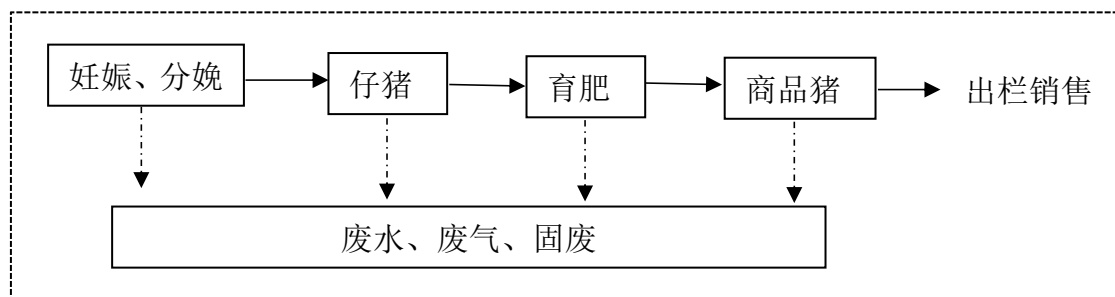 妊娠、分娩
仔猪
育肥
商品猪
出栏销售
废水、废气、固废